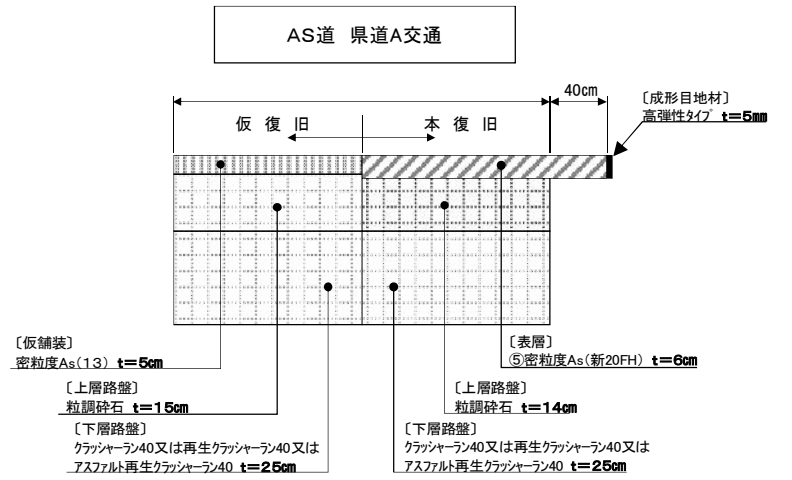 AS道 県道A交通
40cm
〔成形目地材〕
高弾性タイプ t=5mm
仮 復 旧
本 復 旧
〔仮舗装〕
密粒度As(13) t=5cm
〔表層〕
⑤密粒度As(新20FH) t=6cm
〔上層路盤〕
粒調砕石 t=15cm
〔上層路盤〕
粒調砕石 t=14cm
〔下層路盤〕
クラッシャーラン40又は再生クラッシャーラン40又は
アスファルト再生クラッシャーラン40 t=25cm
〔下層路盤〕
クラッシャーラン40又は再生クラッシャーラン40又は
アスファルト再生クラッシャーラン40 t=25cm